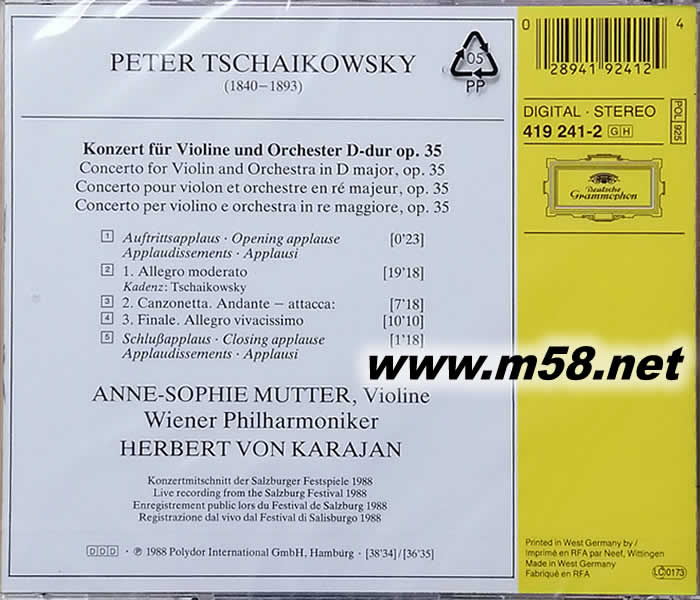 PETER TSCHAIKOWSKY
(1840–1893)
05
PP
Konzert für Violine und Orchester D-dur op. 35
Concerto for Violin and Orchestra in D major, op. 35
Concerto pour violon et orchestre en ré majeur, op. 35
Concerto per violino e orchestra in re maggiore, op. 35
1 Auftrittsapplaus · Opening applause [0'23]
Applaudissements · Applausi
2 1. Allegro moderato [19'18]
Kadenz: Tschaikowsky
3 2. Canzonetta. Andante – attacca: [7'18]
4 3. Finale. Allegro vivacissimo [10'10]
5 Schlußapplaus · Closing applause [1'18]
Applaudissements · Applausi
www.m58.net
ANNE-SOPHIE MUTTER, Violine
Wiener Philharmoniker
HERBERT VON KARAJAN
Konzertmitschnitt der Salzburger Festspiele 1988
Live recording from the Salzburg Festival 1988
Enregistrement public lors du Festival de Salzburg 1988
Registrazione dal vivo dal Festival di Salisburgo 1988
DDD · ℗ 1988 Polydor International GmbH, Hamburg · [38'34] / [36'35]
0 4
28941 92412
DIGITAL · STEREO
419 241-2 GH
POL 925
Deutsche
Grammophon
Printed in West Germany by /
Imprimé en RFA par Neef, Wittingen
Made in West Germany
Fabriqué en RFA
LC 0173